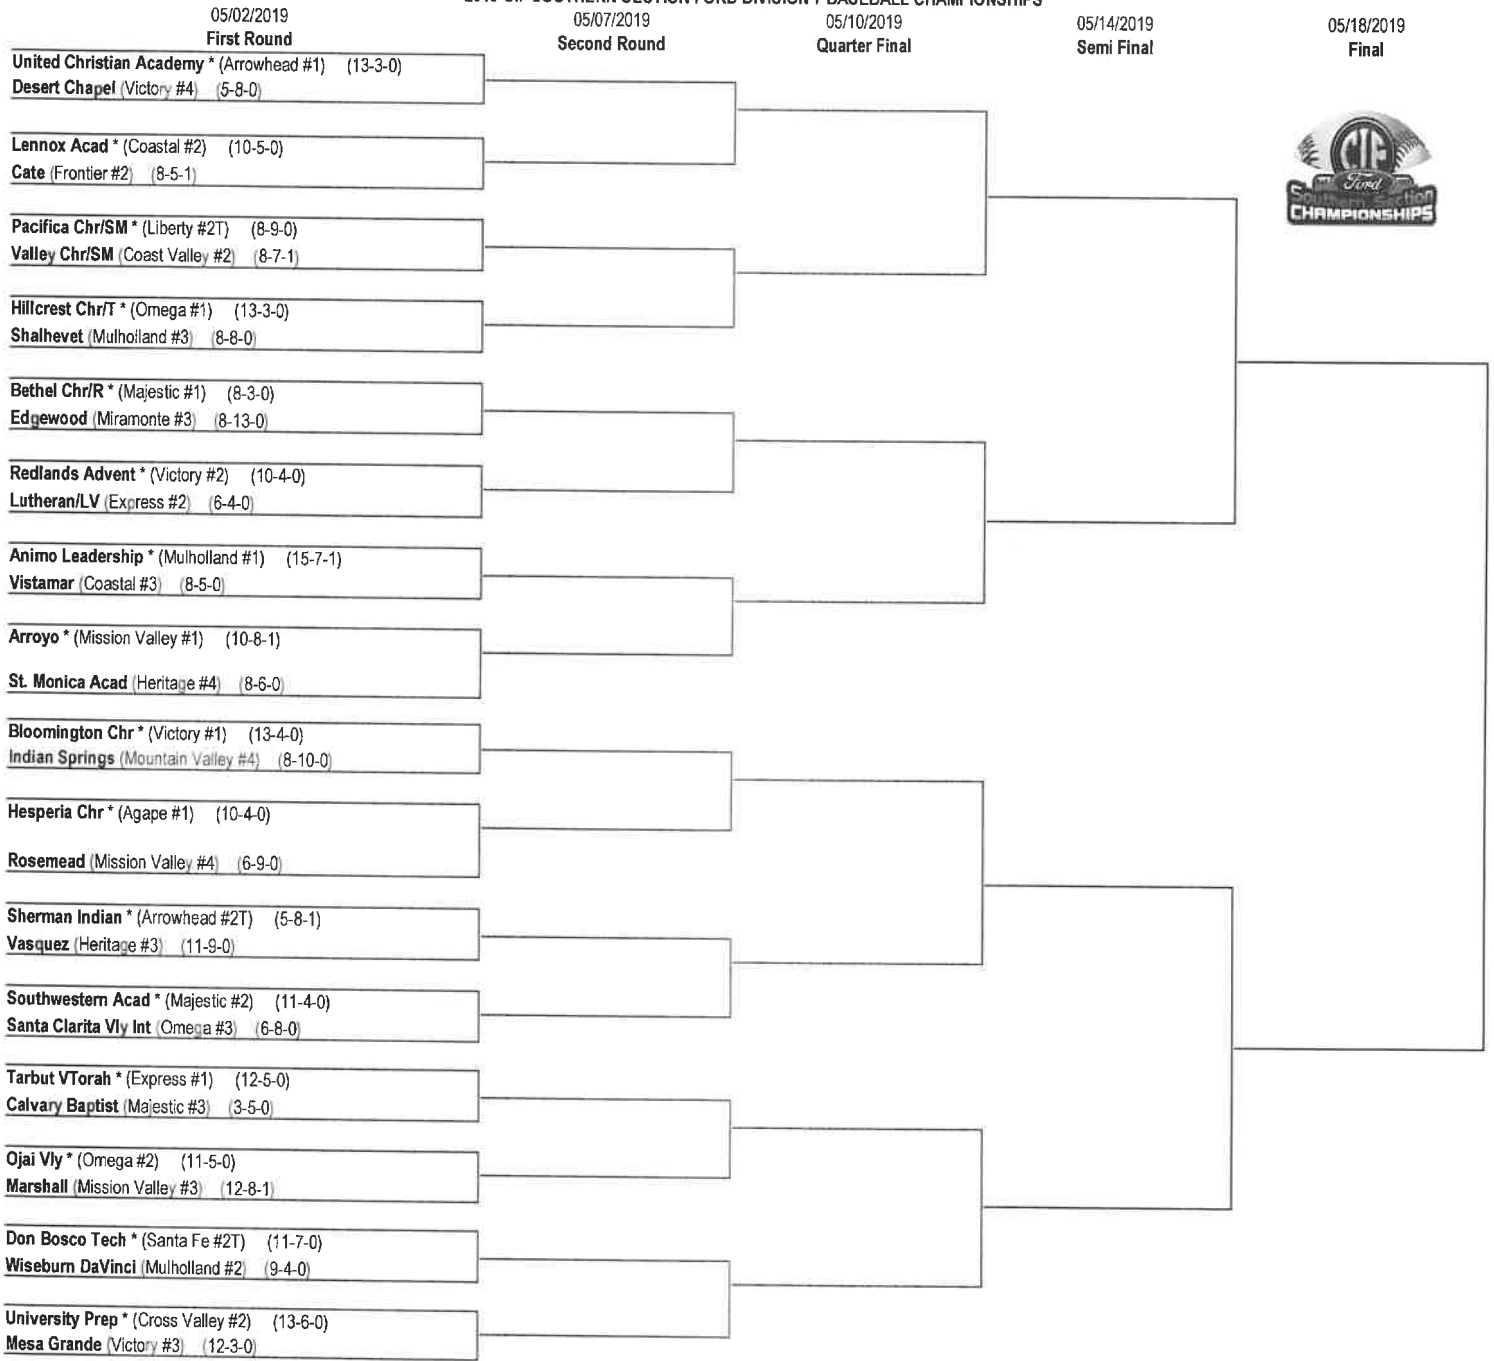 05/02/2019
First Round
05/07/2019
Second Round
05/10/2019
Quarter Final
05/14/2019
Semi Final
05/18/2019
Final
CIF
Ford
Southern Section
CHAMPIONSHIPS
United Christian Academy * (Arrowhead #1) (13-3-0)
Desert Chapel (Victory #4) (5-8-0)
Lennox Acad * (Coastal #2) (10-5-0)
Cate (Frontier #2) (8-5-1)
Pacifica Chr/SM * (Liberty #2T) (8-9-0)
Valley Chr/SM (Coast Valley #2) (8-7-1)
Hillcrest Chr/T * (Omega #1) (13-3-0)
Shalhevet (Mulholland #3) (8-8-0)
Bethel Chr/R * (Majestic #1) (8-3-0)
Edgewood (Miramonte #3) (8-13-0)
Redlands Advent * (Victory #2) (10-4-0)
Lutheran/LV (Express #2) (6-4-0)
Animo Leadership * (Mulholland #1) (15-7-1)
Vistamar (Coastal #3) (8-5-0)
Arroyo * (Mission Valley #1) (10-8-1)
St. Monica Acad (Heritage #4) (8-6-0)
Bloomington Chr * (Victory #1) (13-4-0)
Indian Springs (Mountain Valley #4) (8-10-0)
Hesperia Chr * (Agape #1) (10-4-0)
Rosemead (Mission Valley #4) (6-9-0)
Sherman Indian * (Arrowhead #2T) (5-8-1)
Vasquez (Heritage #3) (11-9-0)
Southwestern Acad * (Majestic #2) (11-4-0)
Santa Clarita Vly Int (Omega #3) (6-8-0)
Tarbut VTorah * (Express #1) (12-5-0)
Calvary Baptist (Majestic #3) (3-5-0)
Ojai Vly * (Omega #2) (11-5-0)
Marshall (Mission Valley #3) (12-8-1)
Don Bosco Tech * (Santa Fe #2T) (11-7-0)
Wiseburn DaVinci (Mulholland #2) (9-4-0)
University Prep * (Cross Valley #2) (13-6-0)
Mesa Grande (Victory #3) (12-3-0)